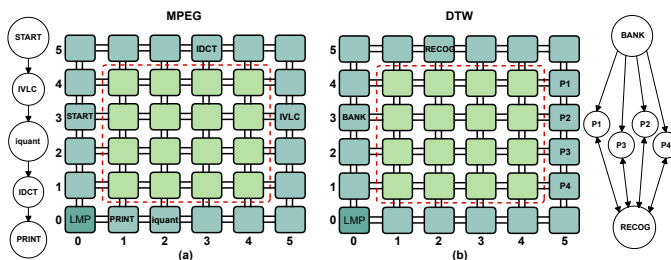 MPEG
DTW
START
IVLC
iquant
IDCT
PRINT
5
4
3
2
1
0
IDCT
START
IVLC
LMP
PRINT
iquant
0 1 2 3 4 5
(a)
5
4
3
2
1
0
RECOG
P1
BANK
P2
P3
P4
LMP
0 1 2 3 4 5
(b)
BANK
P1
P2
P3
P4
RECOG